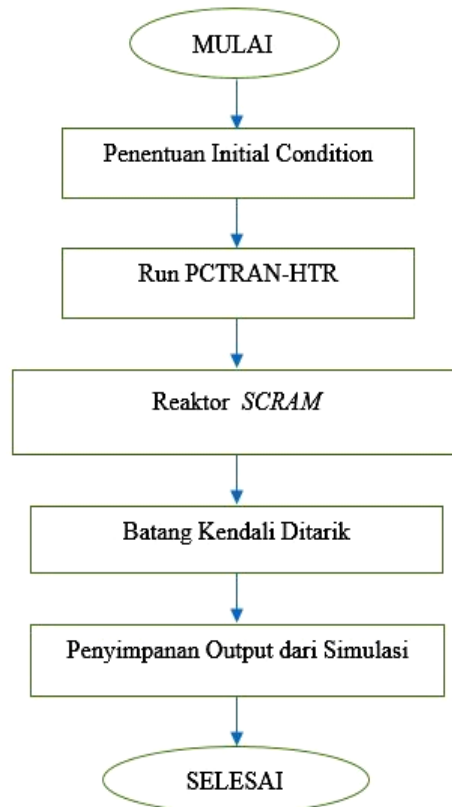 MULAI
Penentuan Initial Condition
Run PCTRAN-HTR
Reaktor SCRAM
Batang Kendali Ditarik
Penyimpanan Output dari Simulasi
SELESAI